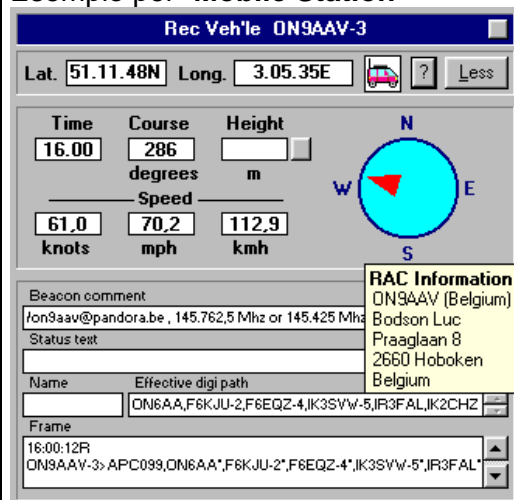 Esempio per "Mobile Station"
Rec Veh'le ON9AAV-3
Lat. 51.11.48N Long. 3.05.35E ? Less
Time Course Height
16.00 286
degrees m
Speed
61,0 70,2 112,9
knots mph kmh
N
W E
S
RAC Information
ON9AAV (Belgium)
Bodson Luc
Praaglaan 8
2660 Hoboken
Belgium
Beacon comment
/on9aav@pandora.be , 145.762,5 Mhz or 145.425 Mhz
Status text
Name Effective digi path
ON6AA,F6KJU-2,F6EQZ-4,IK3SVW-5,IR3FAL,IK2CHZ
Frame
16:00:12R
ON9AAV-3>APC099,ON6AA*,F6KJU-2*,F6EQZ-4*,IK3SVW-5*,IR3FAL*